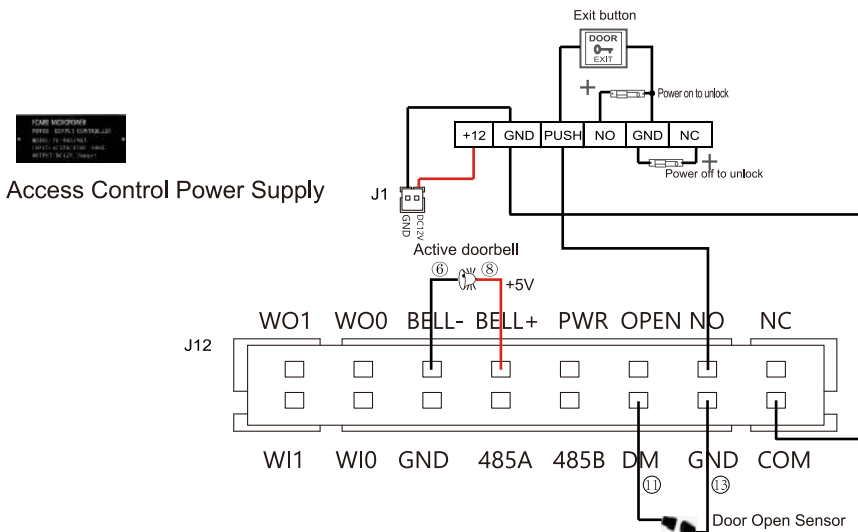 Exit button
DOOR
EXIT
+
Power on to unlock
+12 GND PUSH NO GND NC
+
Power off to unlock
Access Control Power Supply
J1
GND
DC12V
Active doorbell
⑥ ⑧
+5V
WO1 WO0 BELL- BELL+ PWR OPEN NO NC
J12
WI1 WI0 GND 485A 485B DM GND COM
⑪ ⑬
Door Open Sensor